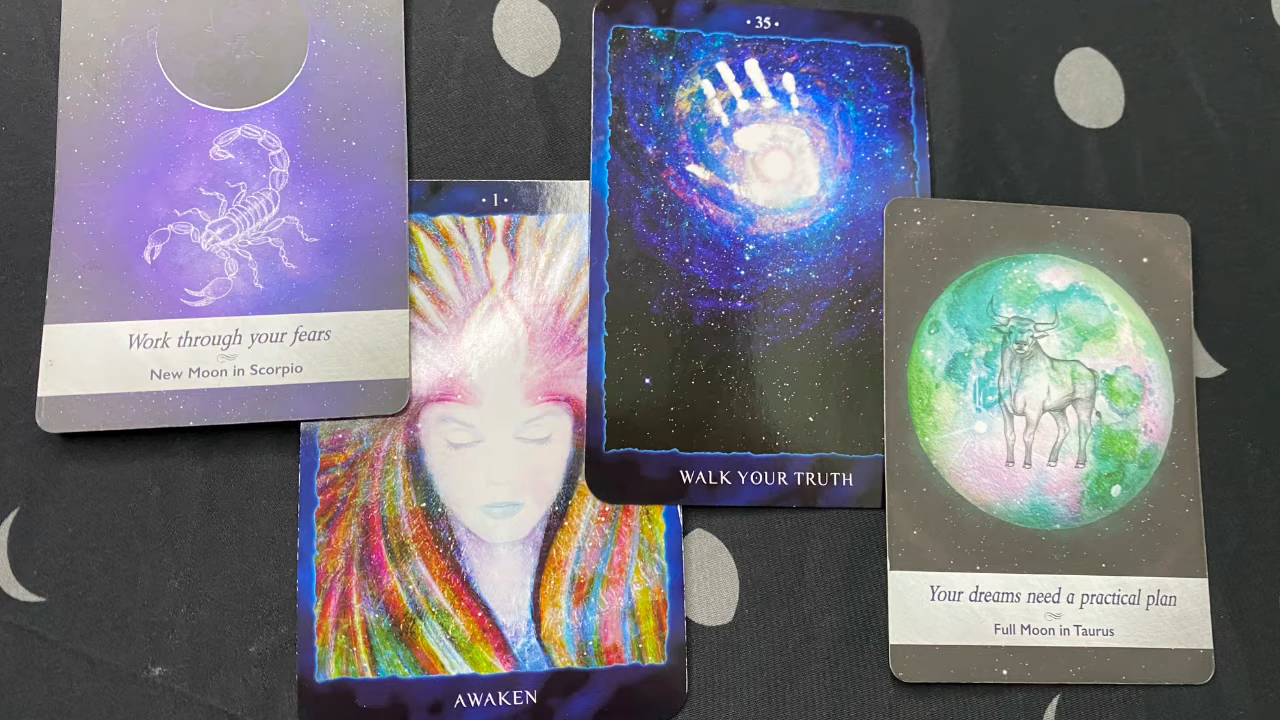 Work through your fears
New Moon in Scorpio
• 1 •
AWAKEN
• 35 •
WALK YOUR TRUTH
Your dreams need a practical plan
Full Moon in Taurus